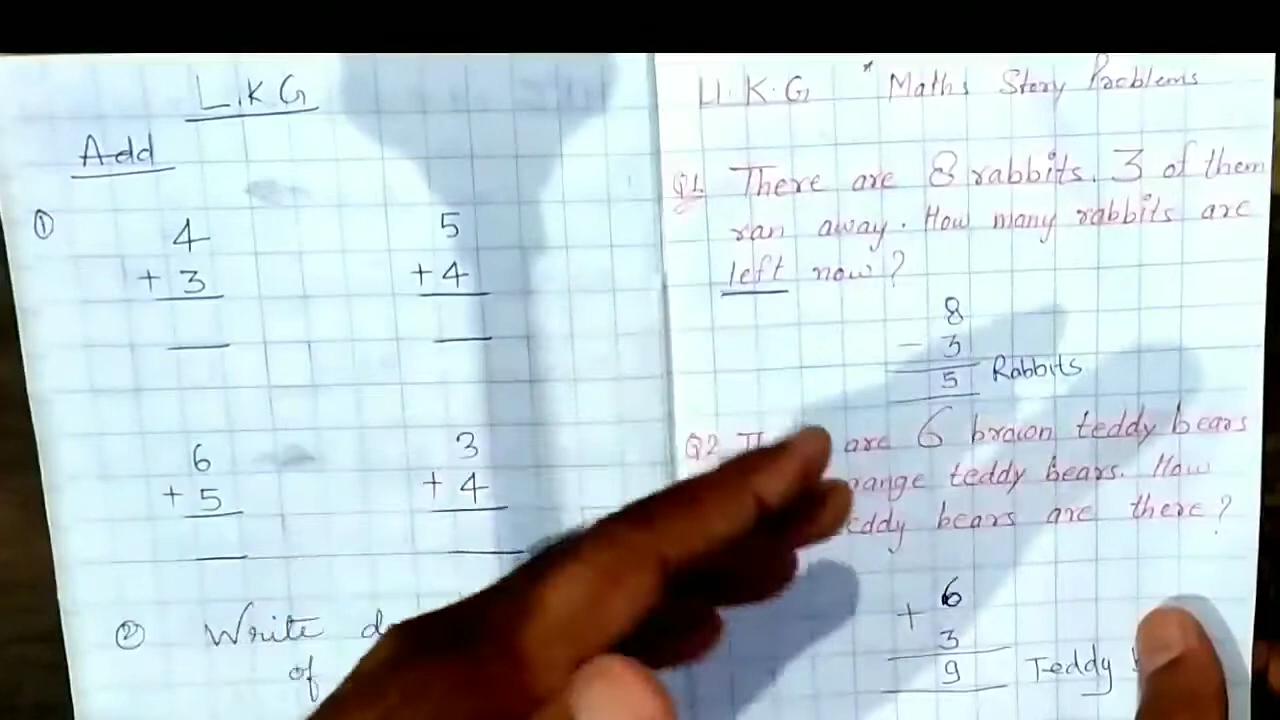 L.K G
Add
①
4
+ 3
5
+ 4
6
+ 5
3
+ 4
② Write
of
U.K.G * Maths Story Problems
Q1. There are 8 rabbits. 3 of them
ran away. How many rabbits are
left now?
8
- 3
5 Rabbits
Q2 are 6 brown teddy bears
teddy bears. How
bears are there?
+ 6
3
9 Teddy